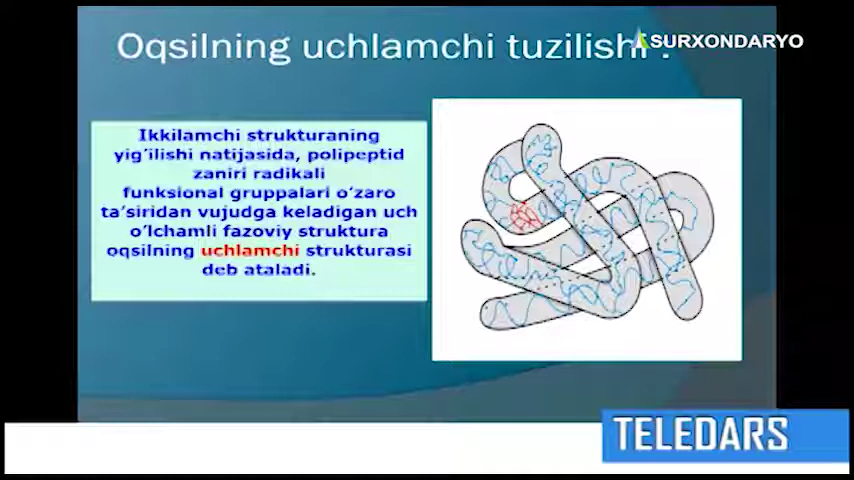 Oqsilning uchlamchi tuzilishi .
SURXONDARYO
Ikkilamchi strukturaning
yig‘ilishi natijasida, polipeptid
zaniri radikali
funksional gruppalari o‘zaro
ta’siridan vujudga keladigan uch
o‘lchamli fazoviy struktura
oqsilning uchlamchi strukturasi
deb ataladi.
TELEDARS